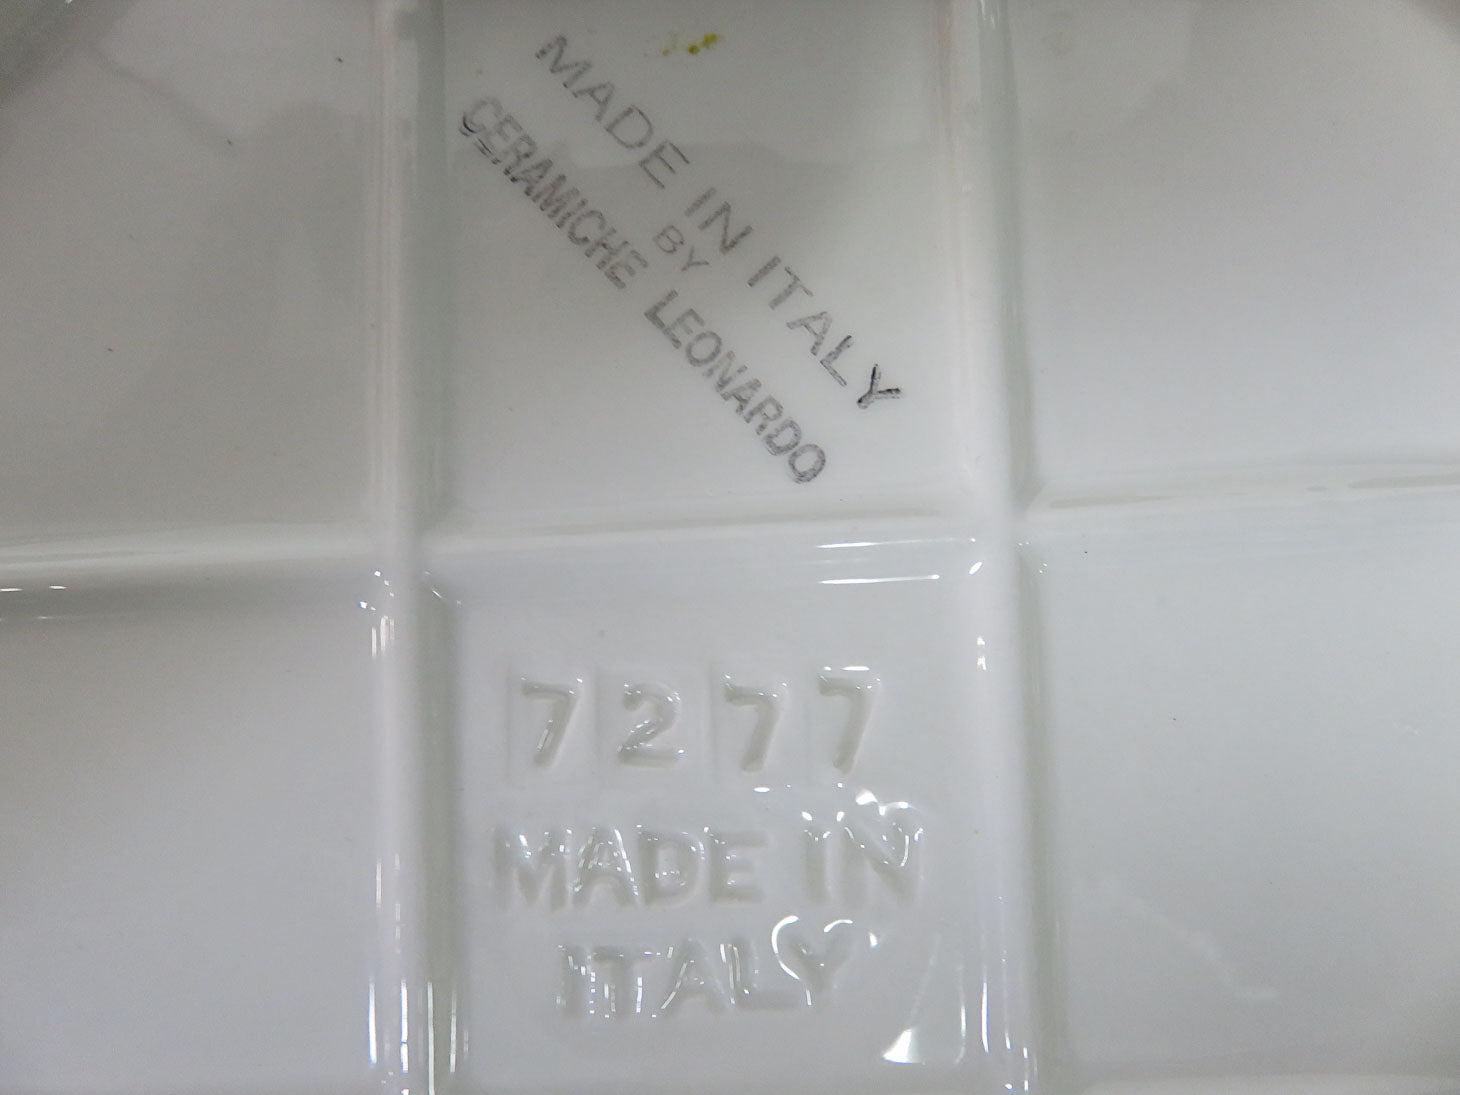 MADE IN ITALY
BY
CERAMICHE LEONARDO
7277
MADE IN
ITALY